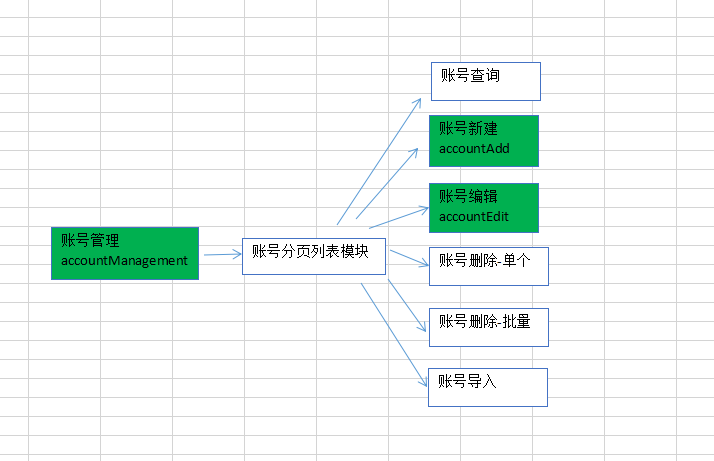 账号查询
账号新建
accountAdd
账号编辑
accountEdit
账号管理
accountManagement
账号分页列表模块
账号删除-单个
账号删除-批量
账号导入